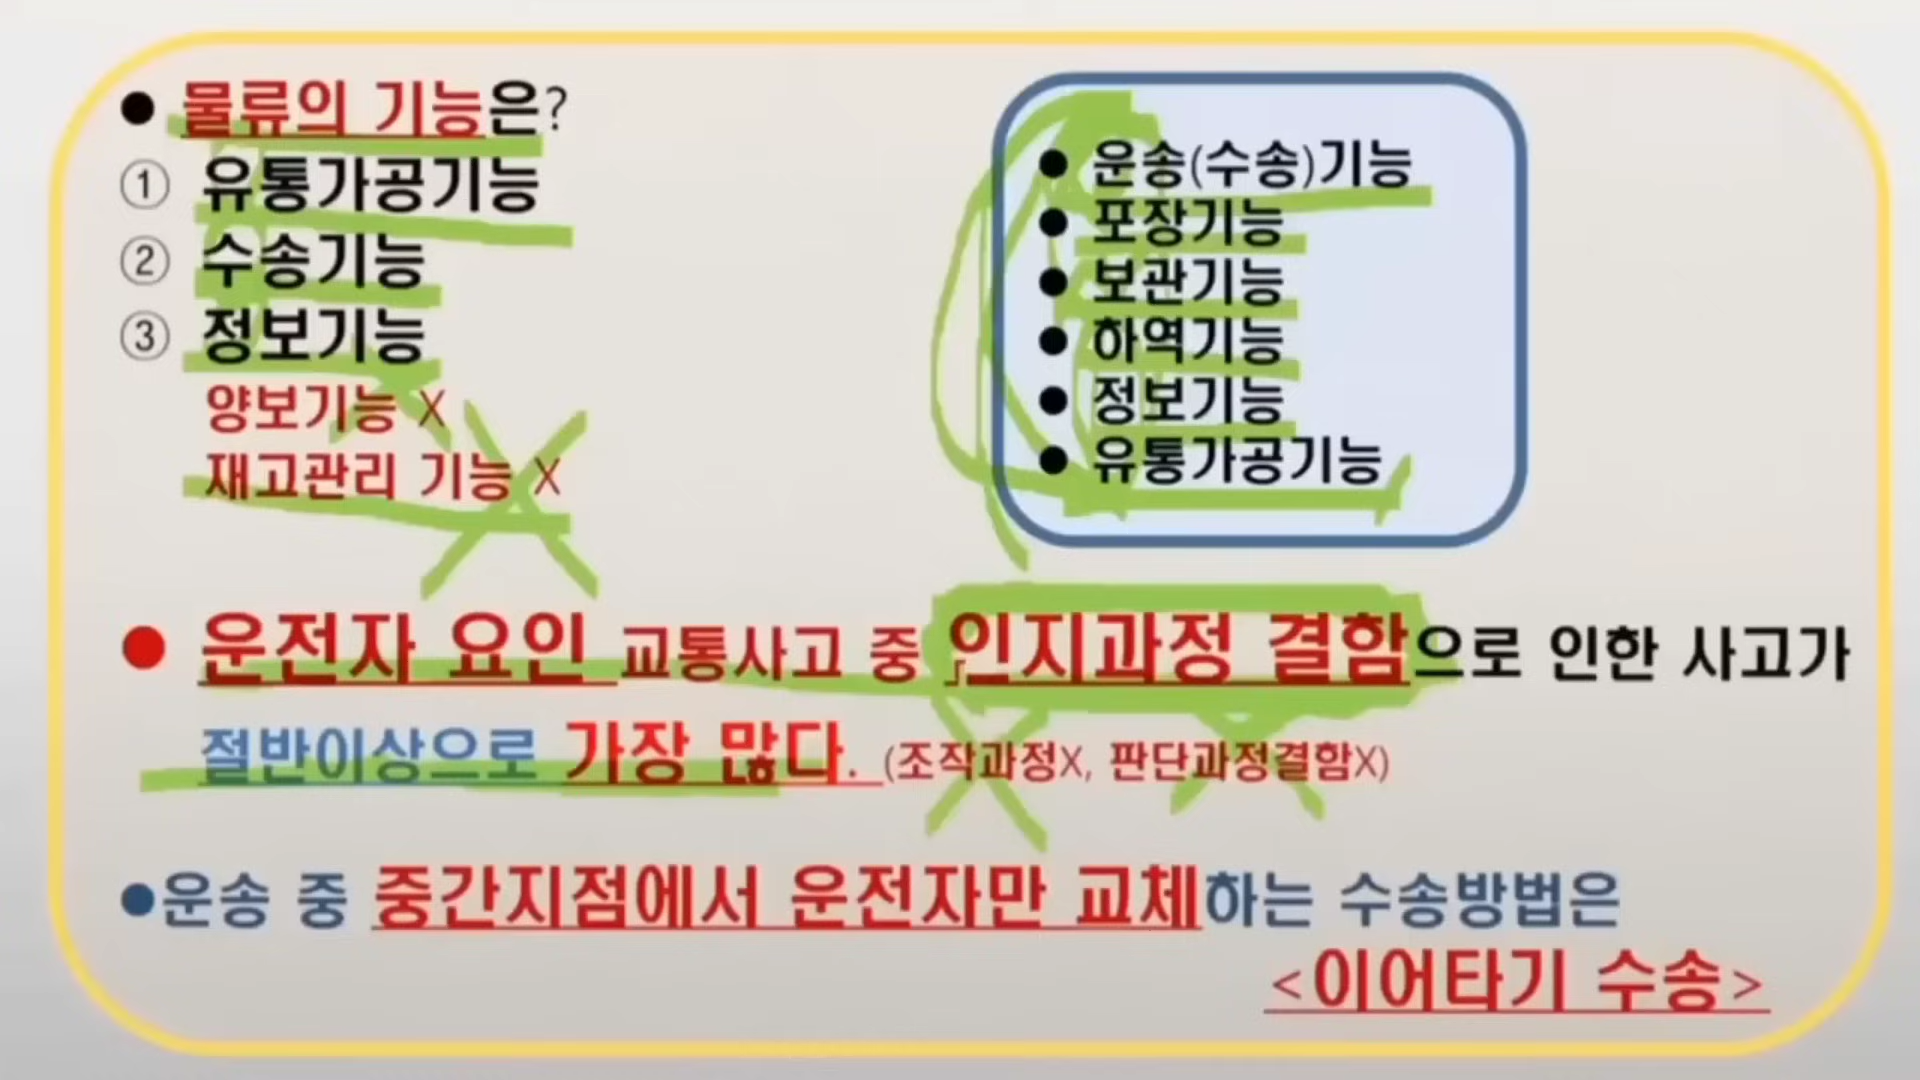 ● 물류의 기능은?
① 유통가공기능
② 수송기능
③ 정보기능
양보기능 X
재고관리 기능 X
● 운송(수송)기능
● 포장기능
● 보관기능
● 하역기능
● 정보기능
● 유통가공기능
● 운전자 요인 교통사고 중 인지과정 결함으로 인한 사고가
절반이상으로 가장 많다. (조작과정X, 판단과정결함X)
●운송 중 중간지점에서 운전자만 교체하는 수송방법은
<이어타기 수송>